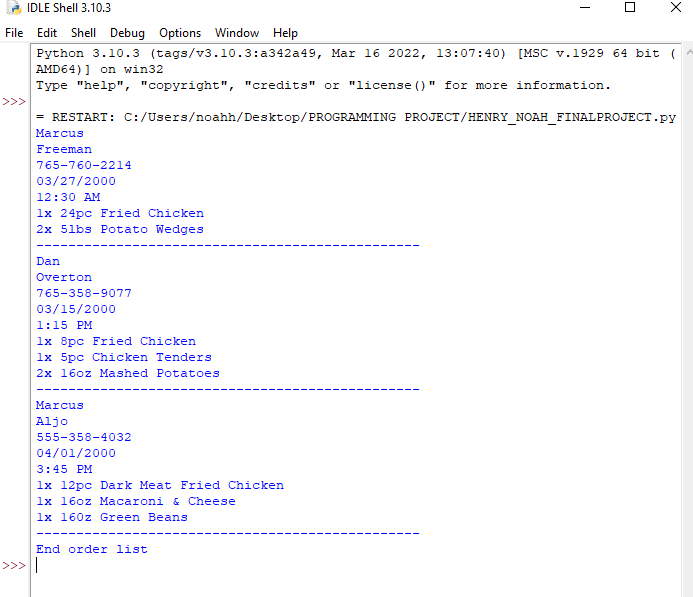 IDLE Shell 3.10.3
File Edit Shell Debug Options Window Help
Python 3.10.3 (tags/v3.10.3:a342a49, Mar 16 2022, 13:07:40) [MSC v.1929 64 bit (
AMD64)] on win32
Type "help", "copyright", "credits" or "license()" for more information.
>>>
= RESTART: C:/Users/noahh/Desktop/PROGRAMMING PROJECT/HENRY_NOAH_FINALPROJECT.py
Marcus
Freeman
765-760-2214
03/27/2000
12:30 AM
1x 24pc Fried Chicken
2x 5lbs Potato Wedges
------------------------------------------------
Dan
Overton
765-358-9077
03/15/2000
1:15 PM
1x 8pc Fried Chicken
1x 5pc Chicken Tenders
2x 16oz Mashed Potatoes
------------------------------------------------
Marcus
Aljo
555-358-4032
04/01/2000
3:45 PM
1x 12pc Dark Meat Fried Chicken
1x 16oz Macaroni & Cheese
1x 160z Green Beans
------------------------------------------------
End order list
>>>